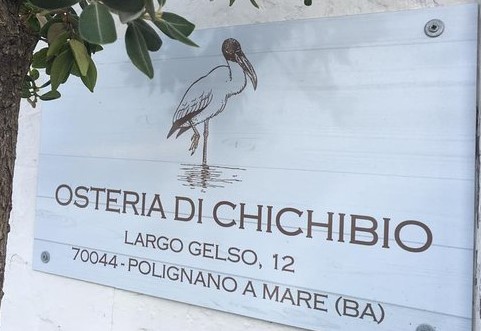 OSTERIA DI CHICHIBIO
LARGO GELSO, 12
70044-POLIGNANO A MARE (BA)